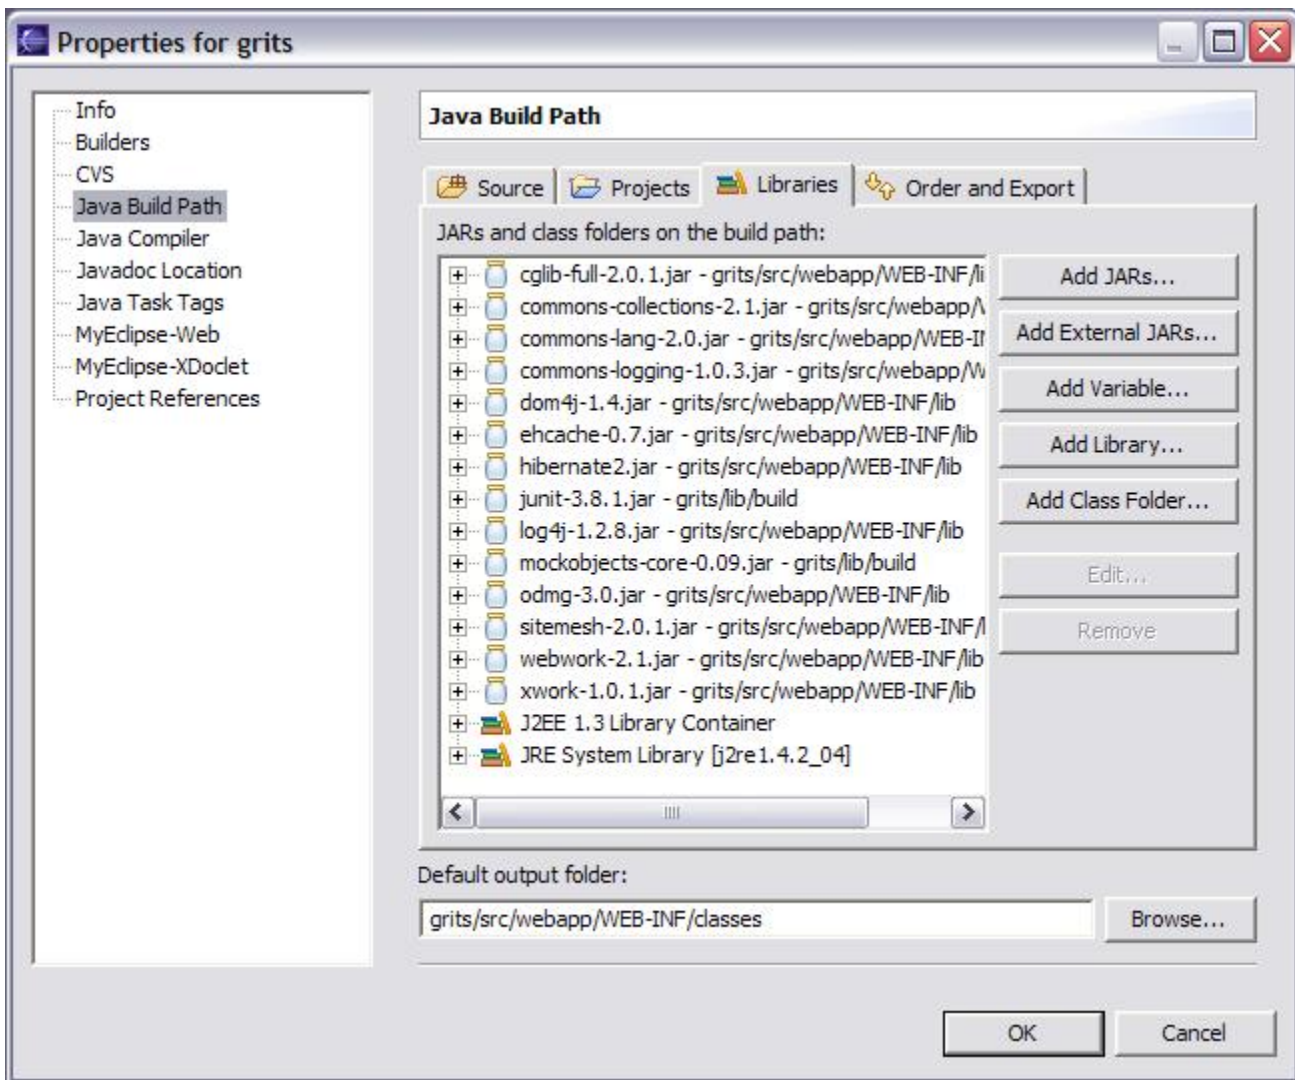 Properties for grits
Info
Builders
CVS
Java Build Path
Java Compiler
Javadoc Location
Java Task Tags
MyEclipse-Web
MyEclipse-XDoclet
Project References
Java Build Path
Source Projects Libraries Order and Export
JARs and class folders on the build path:
cglib-full-2.0.1.jar - grits/src/webapp/WEB-INF/li
commons-collections-2.1.jar - grits/src/webapp/\
commons-lang-2.0.jar - grits/src/webapp/WEB-I
commons-logging-1.0.3.jar - grits/src/webapp/W
dom4j-1.4.jar - grits/src/webapp/WEB-INF/lib
ehcache-0.7.jar - grits/src/webapp/WEB-INF/lib
hibernate2.jar - grits/src/webapp/WEB-INF/lib
junit-3.8.1.jar - grits/lib/build
log4j-1.2.8.jar - grits/src/webapp/WEB-INF/lib
mockobjects-core-0.09.jar - grits/lib/build
odmg-3.0.jar - grits/src/webapp/WEB-INF/lib
sitemesh-2.0.1.jar - grits/src/webapp/WEB-INF/l
webwork-2.1.jar - grits/src/webapp/WEB-INF/lib
xwork-1.0.1.jar - grits/src/webapp/WEB-INF/lib
J2EE 1.3 Library Container
JRE System Library [j2re1.4.2_04]
Add JARs...
Add External JARs...
Add Variable...
Add Library...
Add Class Folder...
Edit...
Remove
Default output folder:
grits/src/webapp/WEB-INF/classes
Browse...
OK
Cancel